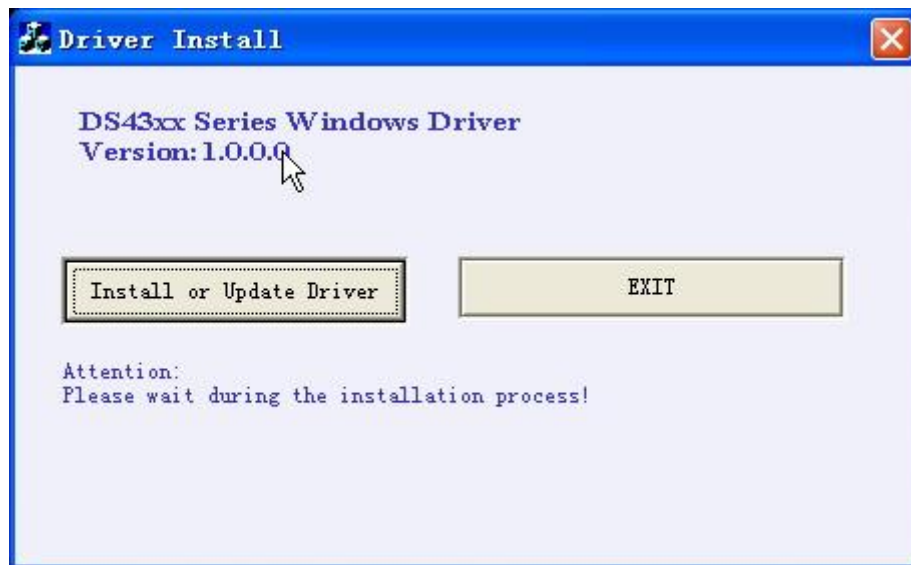 Driver Install
DS43xx Series Windows Driver
Version: 1.0.0.0
Install or Update Driver
EXIT
Attention:
Please wait during the installation process!